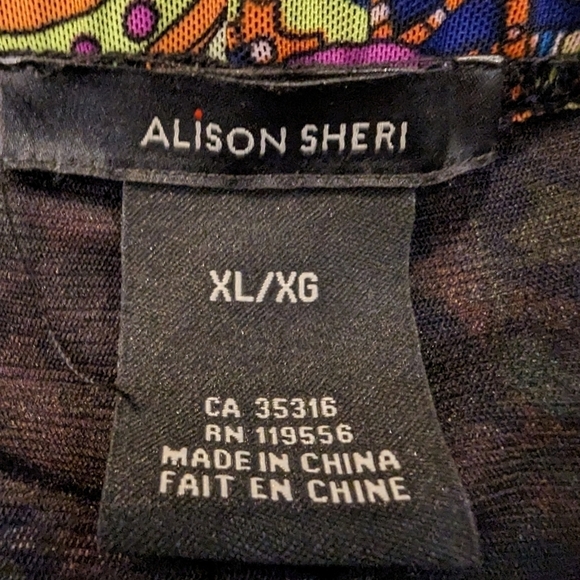 ALiSON SHERI
XL/XG
CA 35316
RN 119556
MADE IN CHINA
FAIT EN CHINE